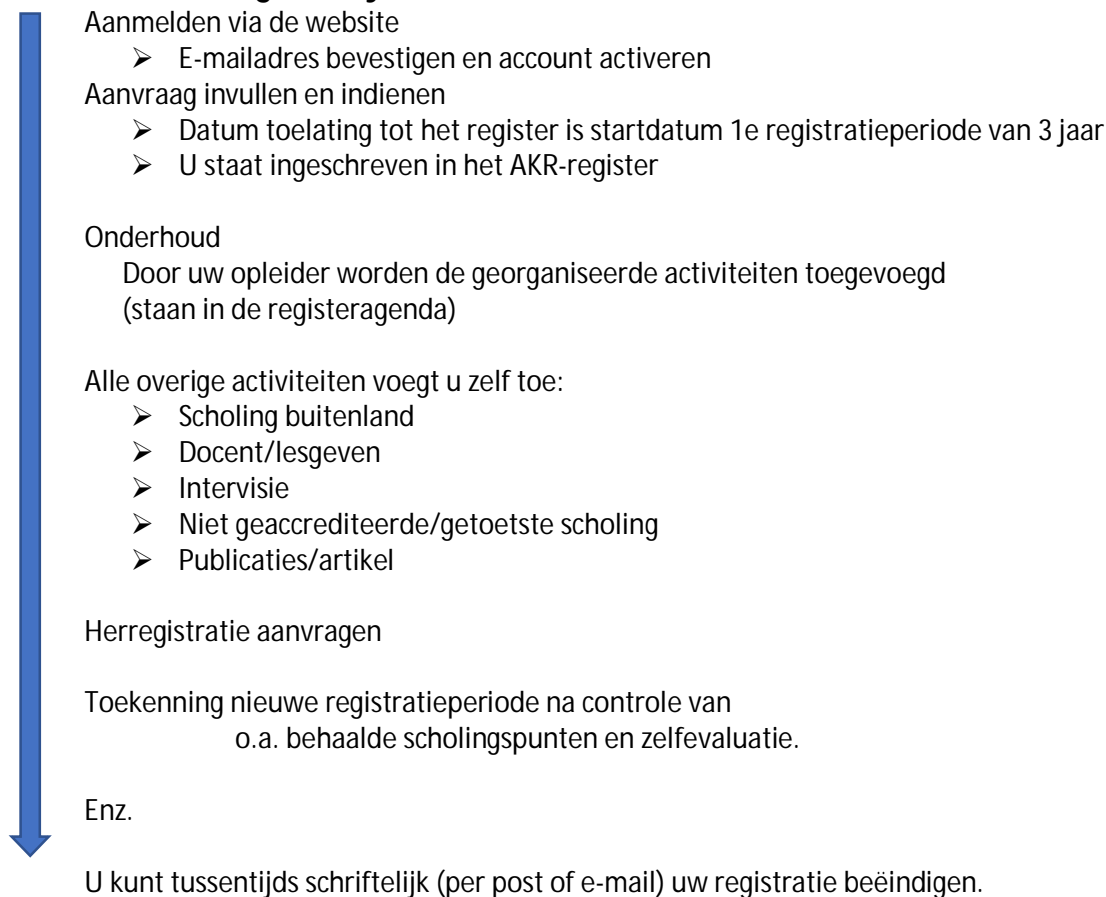 Aanmelden via de website
➢ E-mailadres bevestigen en account activeren
Aanvraag invullen en indienen
➢ Datum toelating tot het register is startdatum 1e registratieperiode van 3 jaar
➢ U staat ingeschreven in het AKR-register
Onderhoud
Door uw opleider worden de georganiseerde activiteiten toegevoegd
(staan in de registeragenda)
Alle overige activiteiten voegt u zelf toe:
➢ Scholing buitenland
➢ Docent/lesgeven
➢ Intervisie
➢ Niet geaccrediteerde/getoetste scholing
➢ Publicaties/artikel
Herregistratie aanvragen
Toekenning nieuwe registratieperiode na controle van
o.a. behaalde scholingspunten en zelfevaluatie.
Enz.
U kunt tussentijds schriftelijk (per post of e-mail) uw registratie beëindigen.